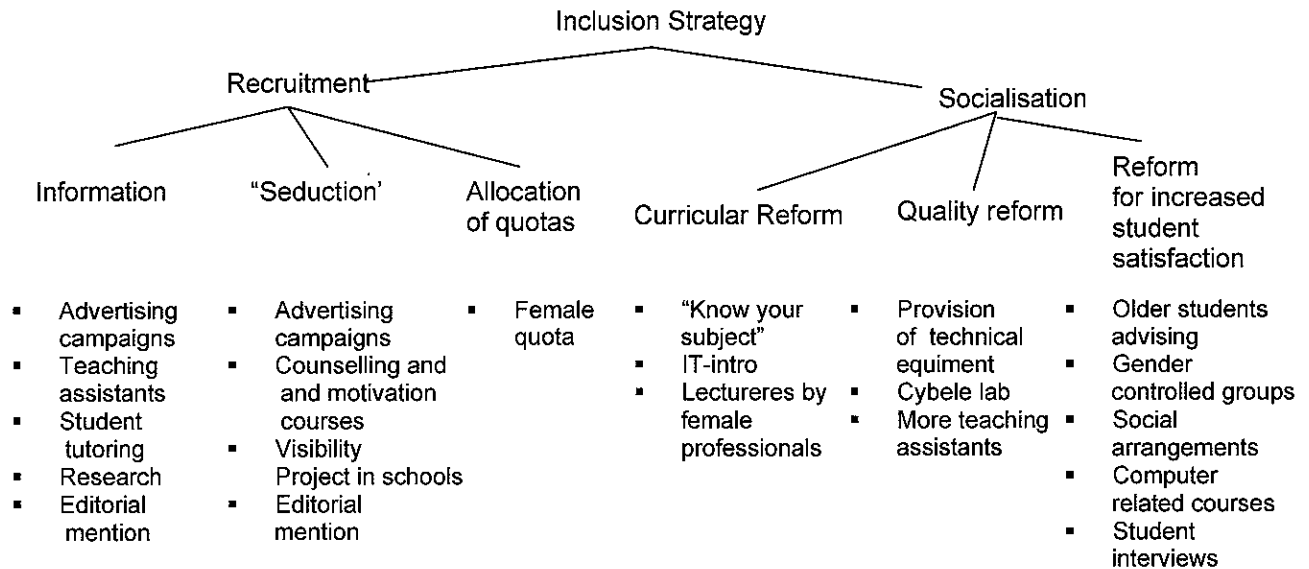 Inclusion Strategy
Recruitment
Socialisation
Information
"Seduction'
Allocation
of quotas
Curricular Reform
Quality reform
Reform
for increased
student
satisfaction
▪ Advertising
campaigns
▪ Teaching
assistants
▪ Student
tutoring
▪ Research
▪ Editorial
mention
▪ Advertising
campaigns
▪ Counselling and
and motivation
courses
▪ Visibility
Project in schools
▪ Editorial
mention
▪ Female
quota
▪ "Know your
subject"
▪ IT-intro
▪ Lectureres by
female
professionals
▪ Provision
of technical
equiment
▪ Cybele lab
▪ More teaching
assistants
▪ Older students
advising
▪ Gender
controlled groups
▪ Social
arrangements
▪ Computer
related courses
▪ Student
interviews